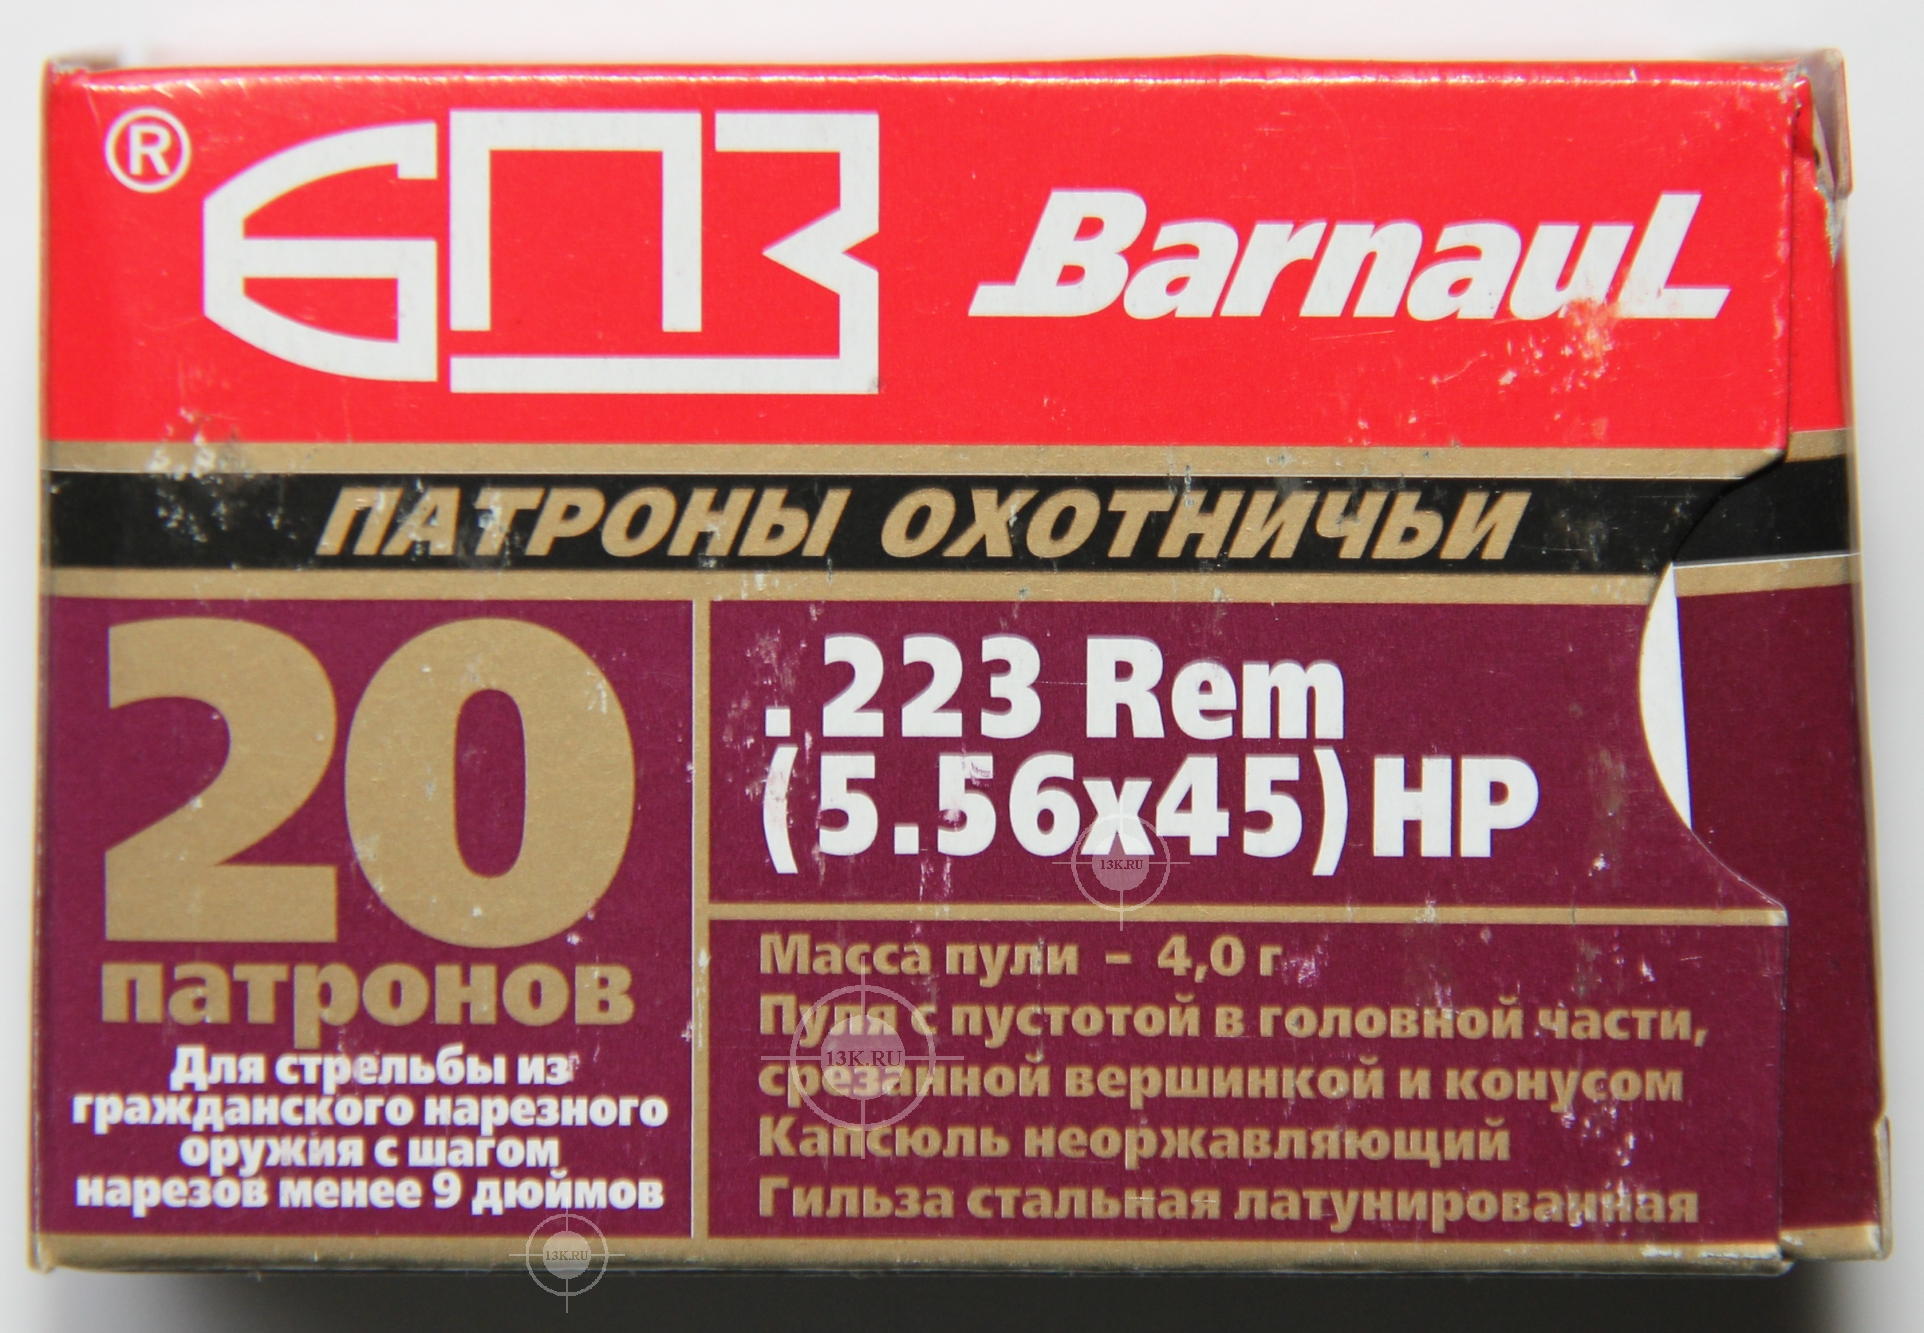 ® БПЗ Barnaul
ПАТРОНЫ ОХОТНИЧЬИ
20
патронов
Для стрельбы из
гражданского нарезного
оружия с шагом
нарезов менее 9 дюймов
.223 Rem
(5.56x45) HP
13K.RU
Масса пули – 4,0 г
Пуля с пустотой в головной части,
13K.RU
срезанной вершинкой и конусом
Капсюль неоржавляющий
Гильза стальная латунированная
13K.RU